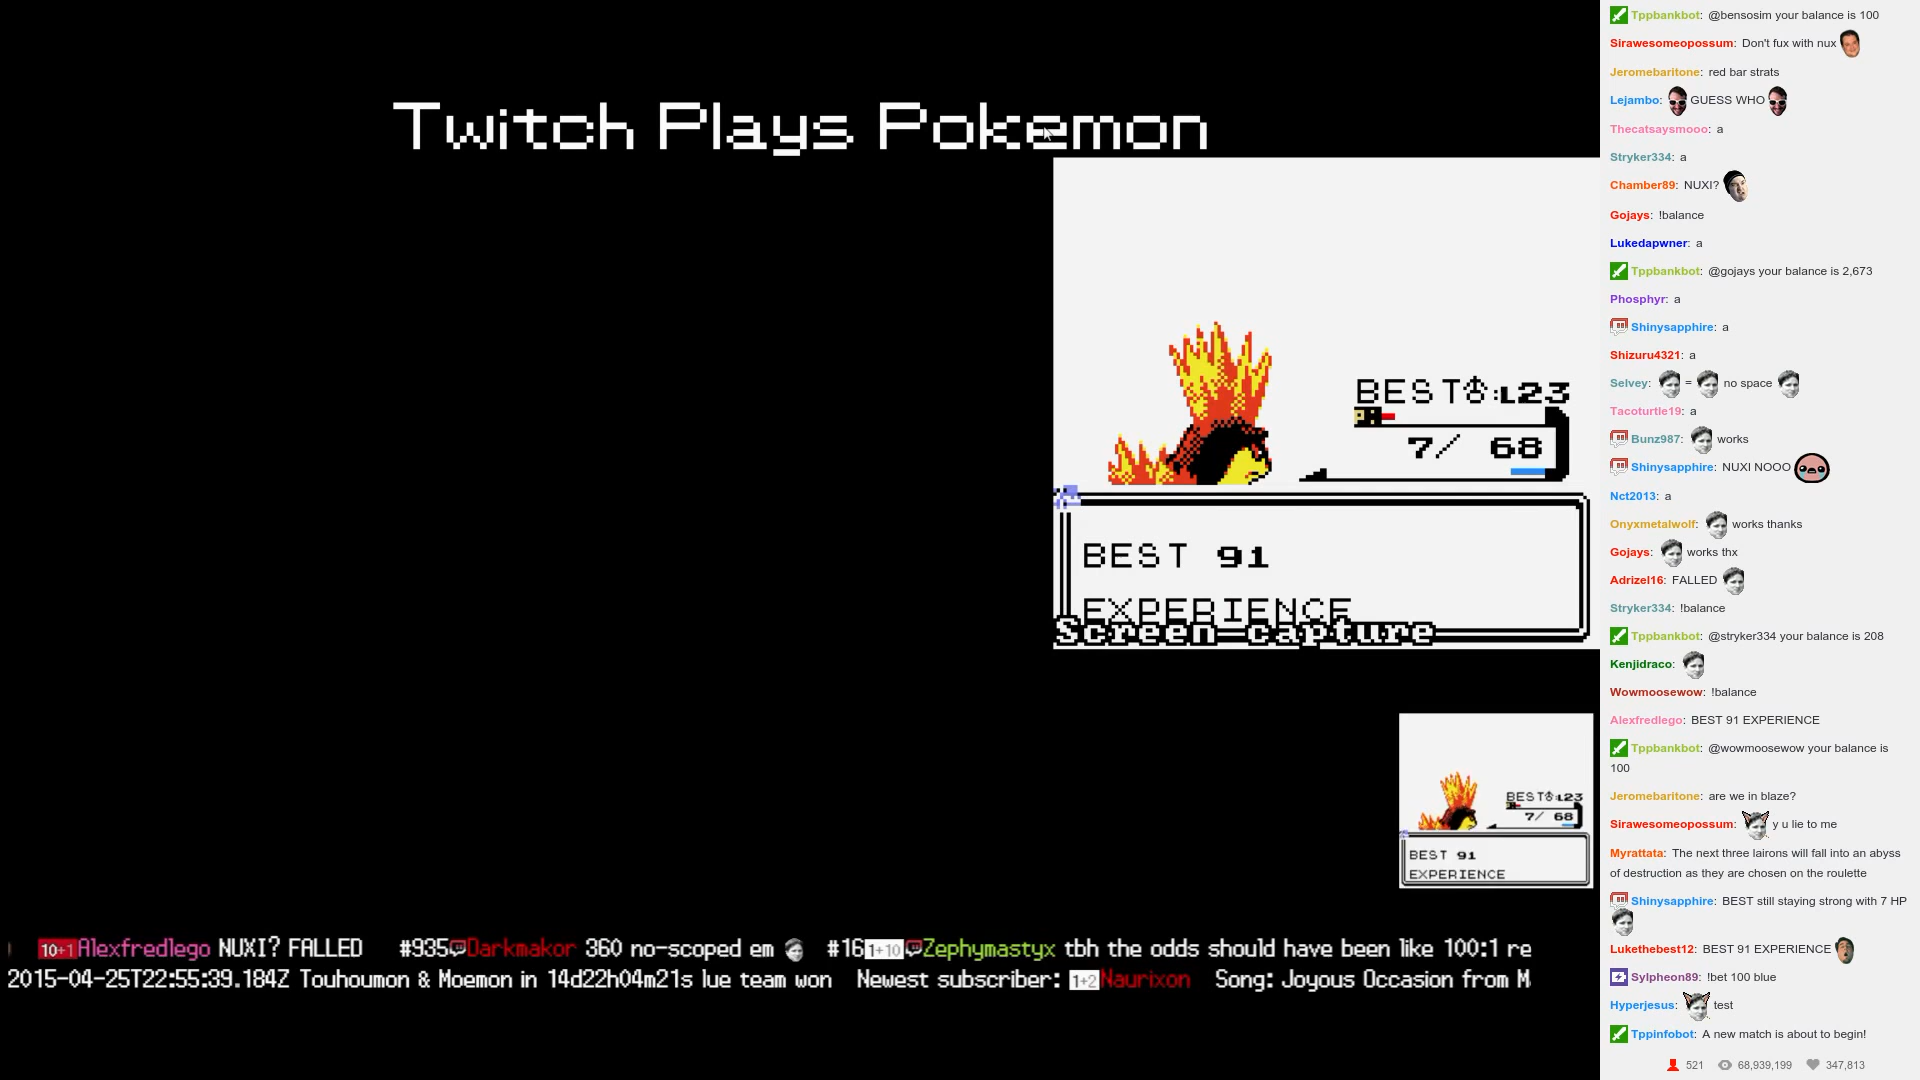 Twitch Plays Pokemon
BEST♂:L23
7/ 68
BEST 91
EXPERIENCE
Screen capture
BEST♂:L23
7/ 68
BEST 91
EXPERIENCE
10+1 Alexfredlego NUXI? FALLED #935 Darkmakor 360 no-scoped em #16 1+10 Zephymastyx tbh the odds should have been like 100:1 re
2015-04-25T22:55:39.184Z Touhoumon & Moemon in 14d22h04m21s lue team won Newest subscriber: 1+2 Naurixon Song: Joyous Occasion from M
Tppbankbot: @bensosim your balance is 100
Sirawesomeopossum: Don't fux with nux
Jeromebaritone: red bar strats
Lejambo: GUESS WHO
Thecatsaysmooo: a
Stryker334: a
Chamber89: NUXI?
Gojays: !balance
Lukedapwner: a
Tppbankbot: @gojays your balance is 2,673
Phosphyr: a
Shinysapphire: a
Shizuru4321: a
Selvey: = no space
Tacoturtle19: a
Bunz987: works
Shinysapphire: NUXI NOOO
Nct2013: a
Onyxmetalwolf: works thanks
Gojays: works thx
Adrizel16: FALLED
Stryker334: !balance
Tppbankbot: @stryker334 your balance is 208
Kenjidraco:
Wowmoosewow: !balance
Alexfredlego: BEST 91 EXPERIENCE
Tppbankbot: @wowmoosewow your balance is
100
Jeromebaritone: are we in blaze?
Sirawesomeopossum: y u lie to me
Myrattata: The next three lairons will fall into an abyss
of destruction as they are chosen on the roulette
Shinysapphire: BEST still staying strong with 7 HP
Lukethebest12: BEST 91 EXPERIENCE
Sylpheon89: !bet 100 blue
Hyperjesus: test
Tppinfobot: A new match is about to begin!
521 68,939,199 347,813